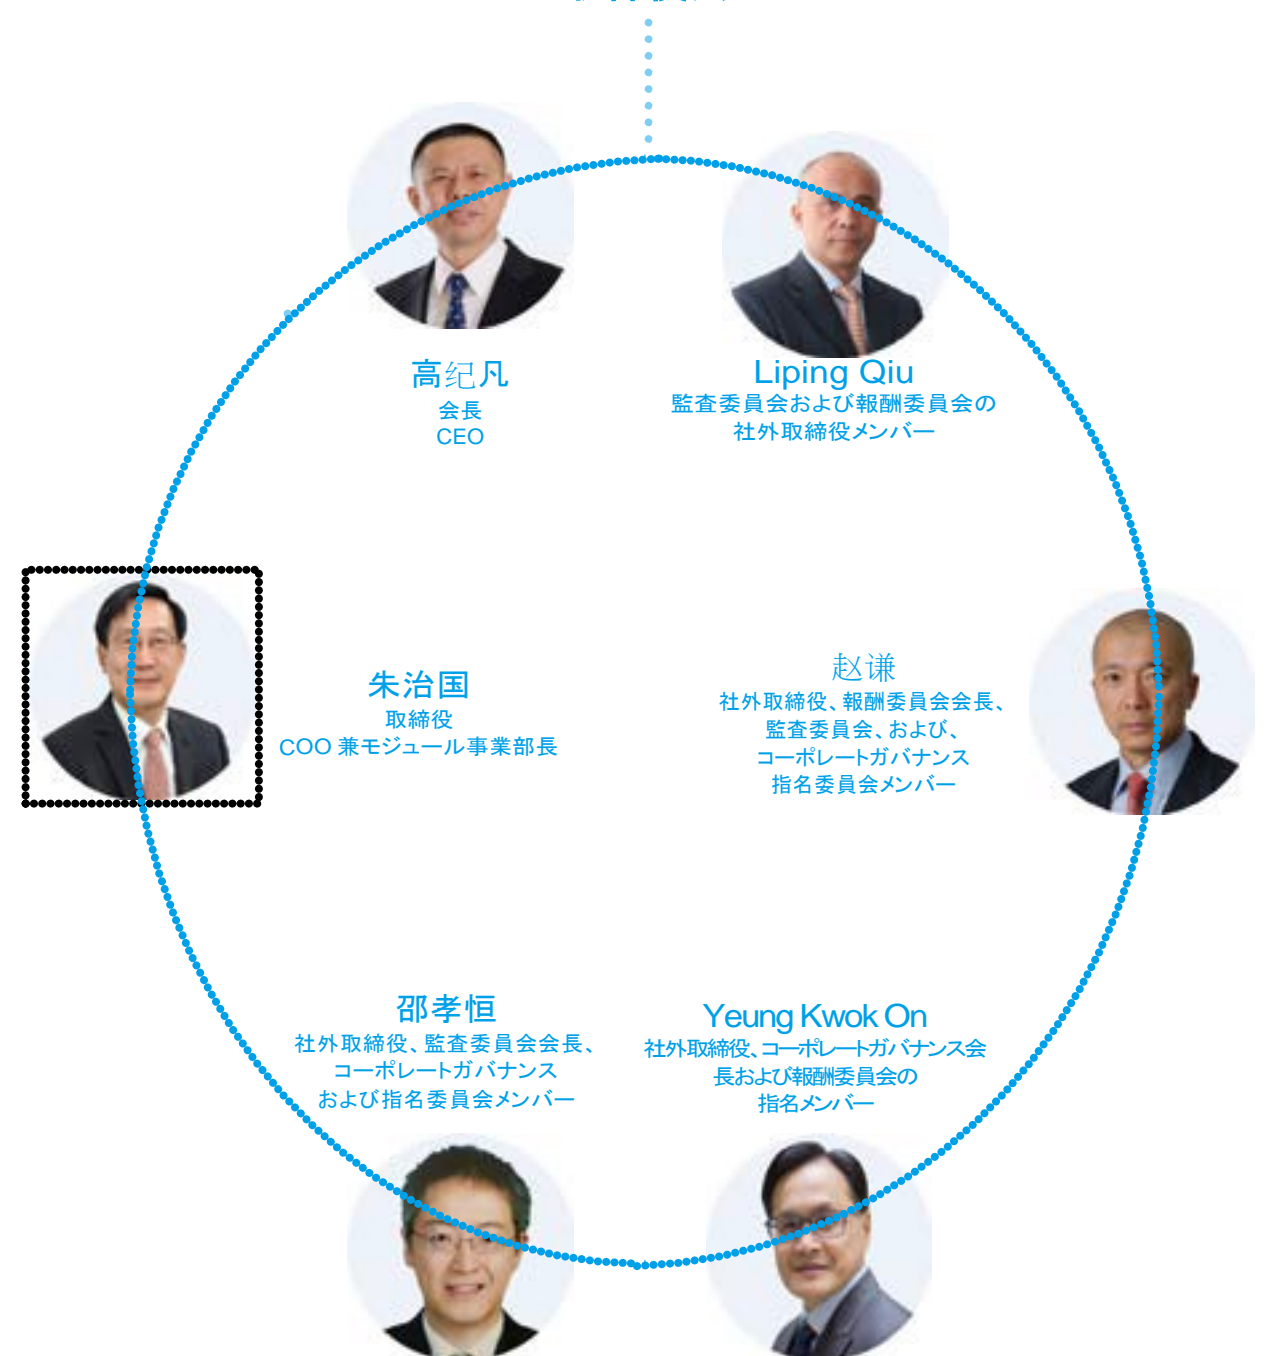 高纪凡
会長
CEO
Liping Qiu
監査委員会および報酬委員会の
社外取締役メンバー
朱治国
取締役
COO 兼モジュール事業部長
赵谦
社外取締役、報酬委員会会長、
監査委員会、および、
コーポレートガバナンス
指名委員会メンバー
邵孝恒
社外取締役、監査委員会会長、
コーポレートガバナンス
および指名委員会メンバー
Yeung Kwok On
社外取締役、コーポレートガバナンス会
長および報酬委員会の
指名メンバー